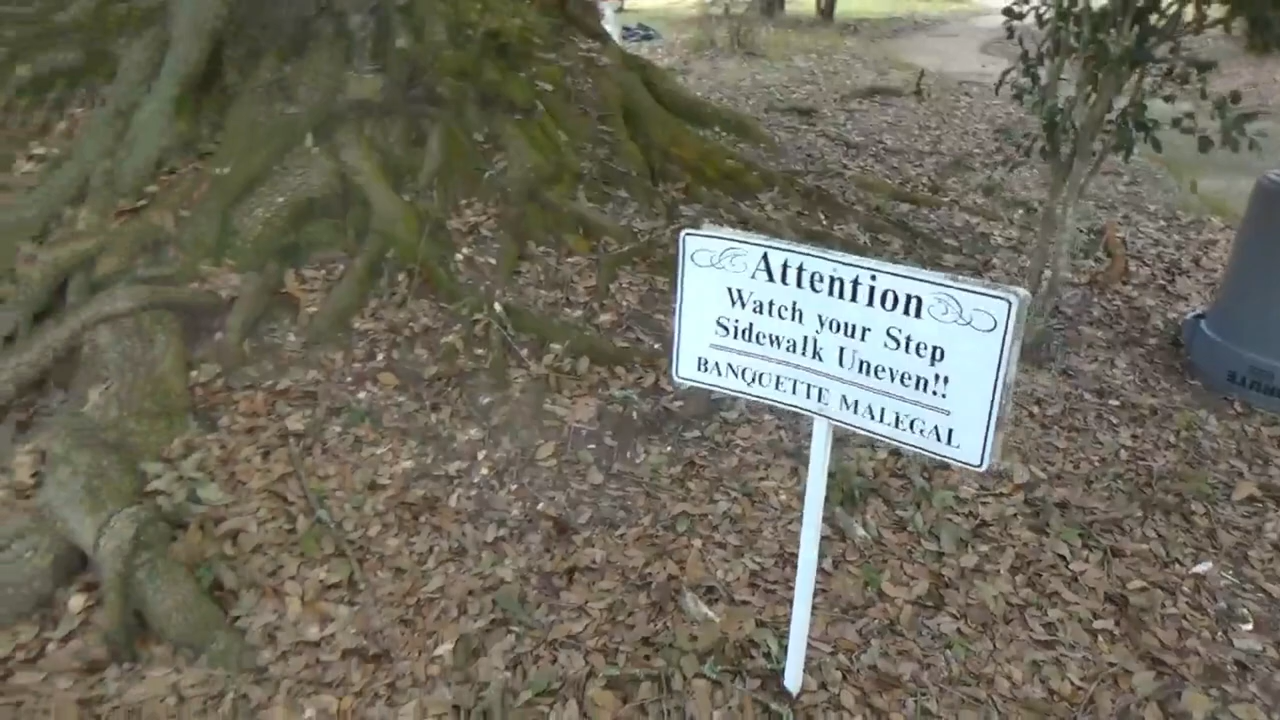 Attention
Watch your Step
Sidewalk Uneven!!
BANQUETTE MALEGAL